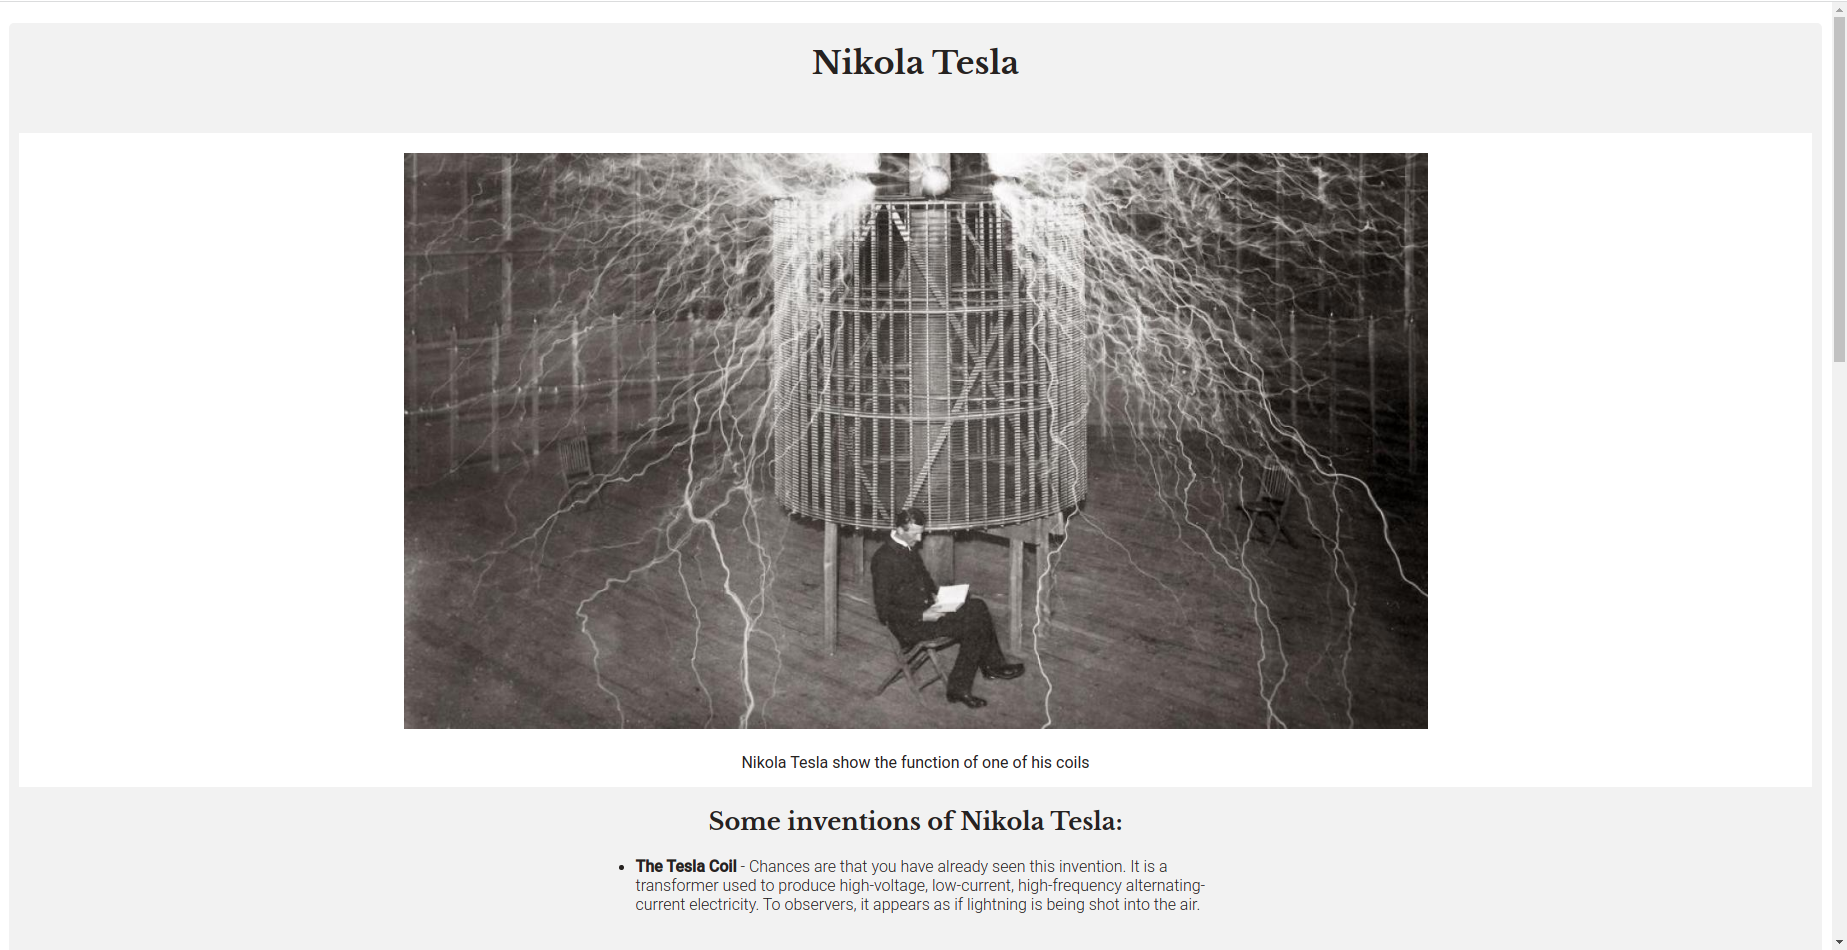 Nikola Tesla
Nikola Tesla show the function of one of his coils
Some inventions of Nikola Tesla:
• The Tesla Coil - Chances are that you have already seen this invention. It is a
transformer used to produce high-voltage, low-current, high-frequency alternating-
current electricity. To observers, it appears as if lightning is being shot into the air.